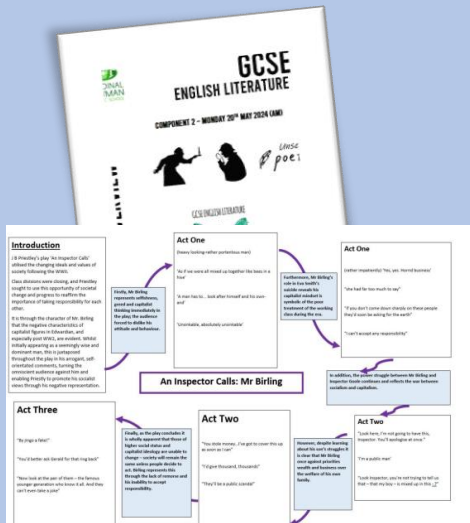 DINAL
MAN
GCSE
ENGLISH LITERATURE
COMPONENT 2 – MONDAY 20TH MAY 2024 (AM)
Unse
poe
GCSE ENGLISH LITERATURE
Introduction
J B Priestley's play 'An Inspector Calls'
utilised the changing ideals and values of
society following the WWII.
Class divisions were closing, and Priestley
sought to use this opportunity of societal
change and progress to reaffirm the
importance of taking responsibility for each
other.
It is through the character of Mr. Birling
that the negative characteristics of
capitalist figures in Edwardian, and
especially post WWII, are evident. Whilst
initially appearing as a seemingly wise and
dominant man, this is juxtaposed
throughout the play in his arrogant, self-
orientated comments, turning the
omniscient audience against him and
enabling Priestly to promote his socialist
views through his negative representation.
Firstly, Mr Birling
represents selfishness,
greed and capitalist
thinking immediately in
the play; the audience
forced to dislike his
attitude and behaviour.
Act One
(heavy looking-rather portentous man)
'As if we were all mixed up together like bees in a
hive'
'A man has to... look after himself and his own-
and'
'Unsinkable, absolutely unsinkable'
Furthermore, Mr Birling's
role in Eva Smith's
suicide reveals his
capitalist mindset is
symbolic of the poor
treatment of the working
class during the era.
Act One
(rather impatiently) 'Yes, yes. Horrid business'
'She had far too much to say'
"If you don't come down sharply on these people
they'd soon be asking for the earth"
"I can't accept any responsibility"
In addition, the power struggle between Mr Birling and
Inspector Goole continues and reflects the war between
socialism and capitalism.
An Inspector Calls: Mr Birling
Act Two
"Look here, I'm not going to have this,
Inspector. You'll apologise at once."
'I'm a public man'
'Look Inspector, you're not trying to tell us
that – that my boy – is mixed up in this
However, despite learning
about his son's struggles it
is clear that Mr Birling
once against priorities
wealth and business over
the welfare of his own
family.
Act Two
"You stole money. I've got to cover this up
as soon as I can"
"I'd give thousand, thousands"
"They'll be a public scandal"
Finally, as the play concludes it
is wholly apparent that those of
higher social status and
capitalist ideology are unable to
change – society will remain the
same unless people decide to
act. Birling represents this
through the lack of remorse and
his inability to accept
responsibility.
Act Three
"By jingo a fake!"
"You'd better ask Gerald for that ring back"
"Now look at the pair of them – the famous
younger generation who know it all. And they
can't even take a joke"